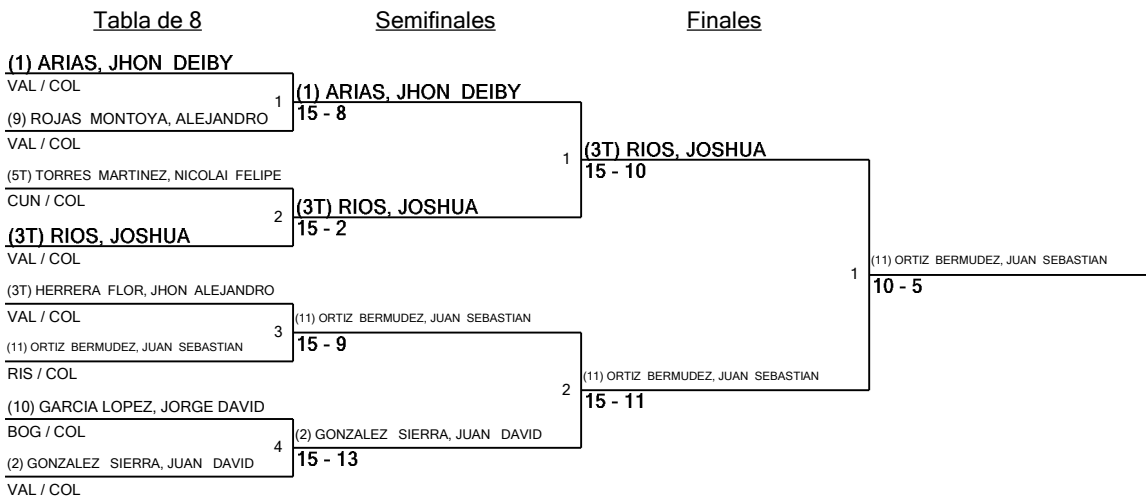 Tabla de 8
Semifinales
Finales
(1) ARIAS, JHON DEIBY
VAL / COL
1
(9) ROJAS MONTOYA, ALEJANDRO
VAL / COL
(5T) TORRES MARTINEZ, NICOLAI FELIPE
CUN / COL
2
(3T) RIOS, JOSHUA
VAL / COL
(3T) HERRERA FLOR, JHON ALEJANDRO
VAL / COL
3
(11) ORTIZ BERMUDEZ, JUAN SEBASTIAN
RIS / COL
(10) GARCIA LOPEZ, JORGE DAVID
BOG / COL
4
(2) GONZALEZ SIERRA, JUAN DAVID
VAL / COL
(1) ARIAS, JHON DEIBY
15 - 8
1
(3T) RIOS, JOSHUA
15 - 2
(11) ORTIZ BERMUDEZ, JUAN SEBASTIAN
15 - 9
2
(2) GONZALEZ SIERRA, JUAN DAVID
15 - 13
(3T) RIOS, JOSHUA
15 - 10
1
(11) ORTIZ BERMUDEZ, JUAN SEBASTIAN
15 - 11
(11) ORTIZ BERMUDEZ, JUAN SEBASTIAN
10 - 5